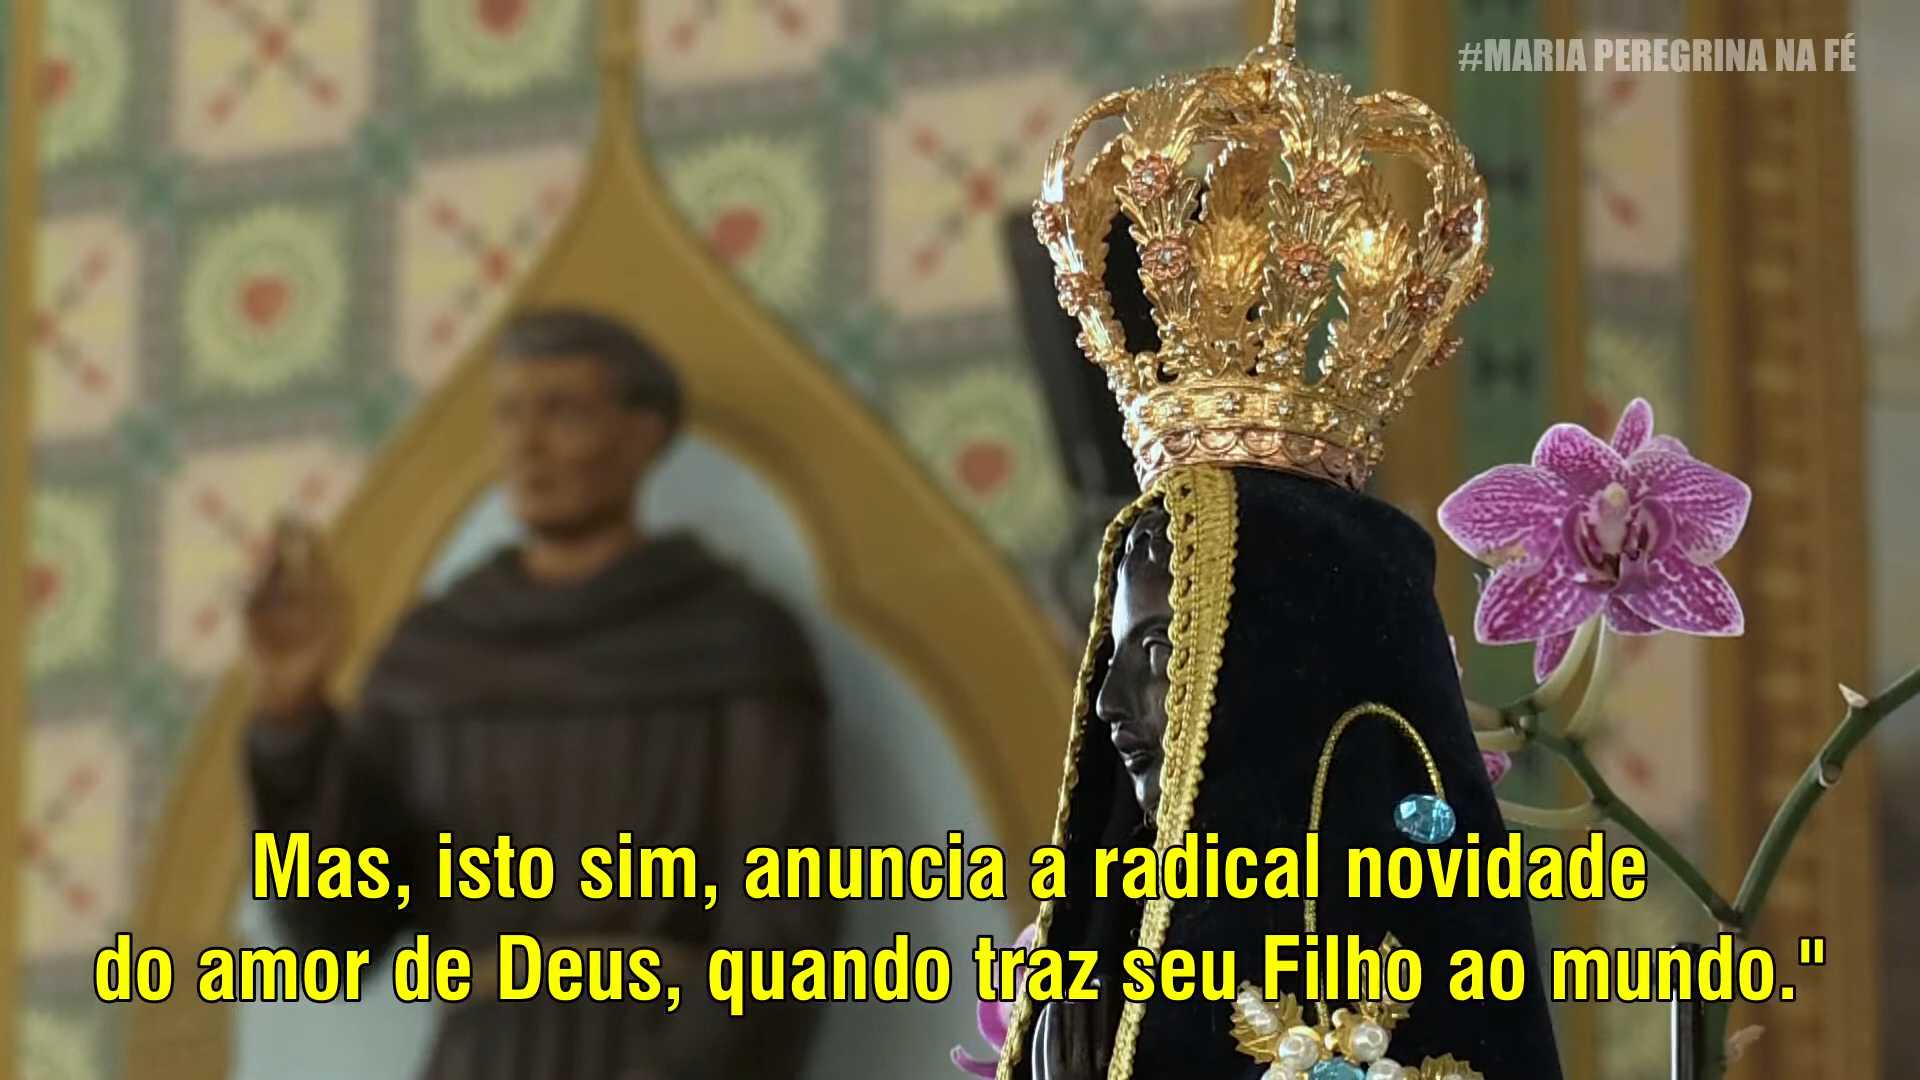 #MARIA PEREGRINA NA FÉ
Mas, isto sim, anuncia a radical novidade
do amor de Deus, quando traz seu Filho ao mundo."